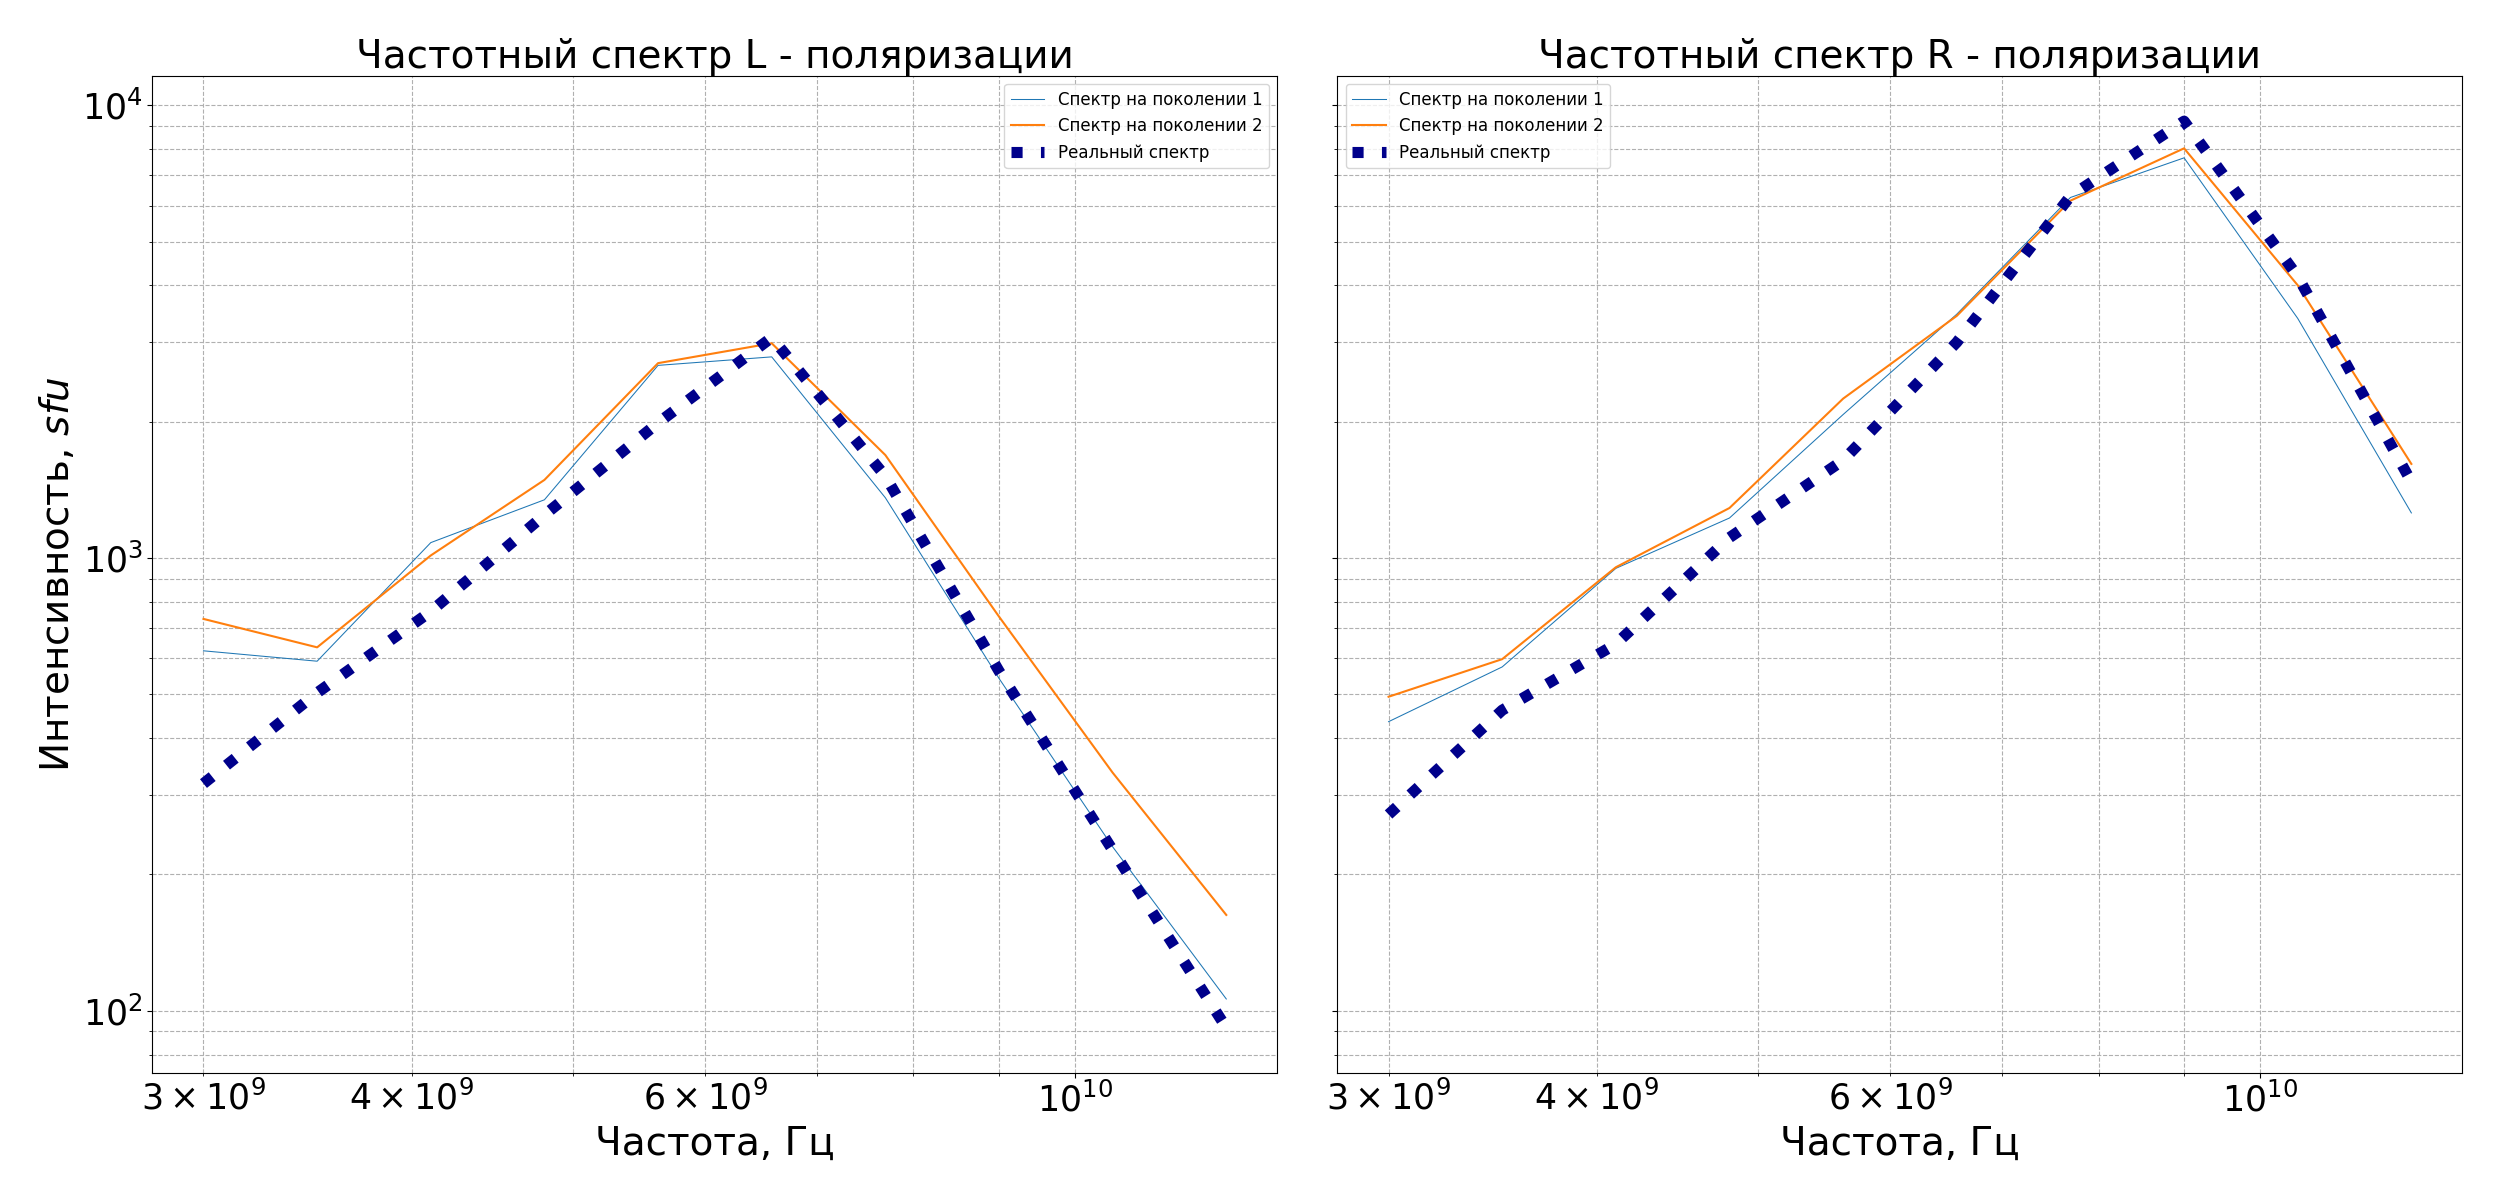 Частотный спектр L - поляризации
Спектр на поколении 1
Спектр на поколении 2
Реальный спектр
Интенсивность, sfu
10⁴
10³
10²
3 × 10⁹ 4 × 10⁹ 6 × 10⁹ 10¹⁰
Частота, Гц
Частотный спектр R - поляризации
Спектр на поколении 1
Спектр на поколении 2
Реальный спектр
3 × 10⁹ 4 × 10⁹ 6 × 10⁹ 10¹⁰
Частота, Гц